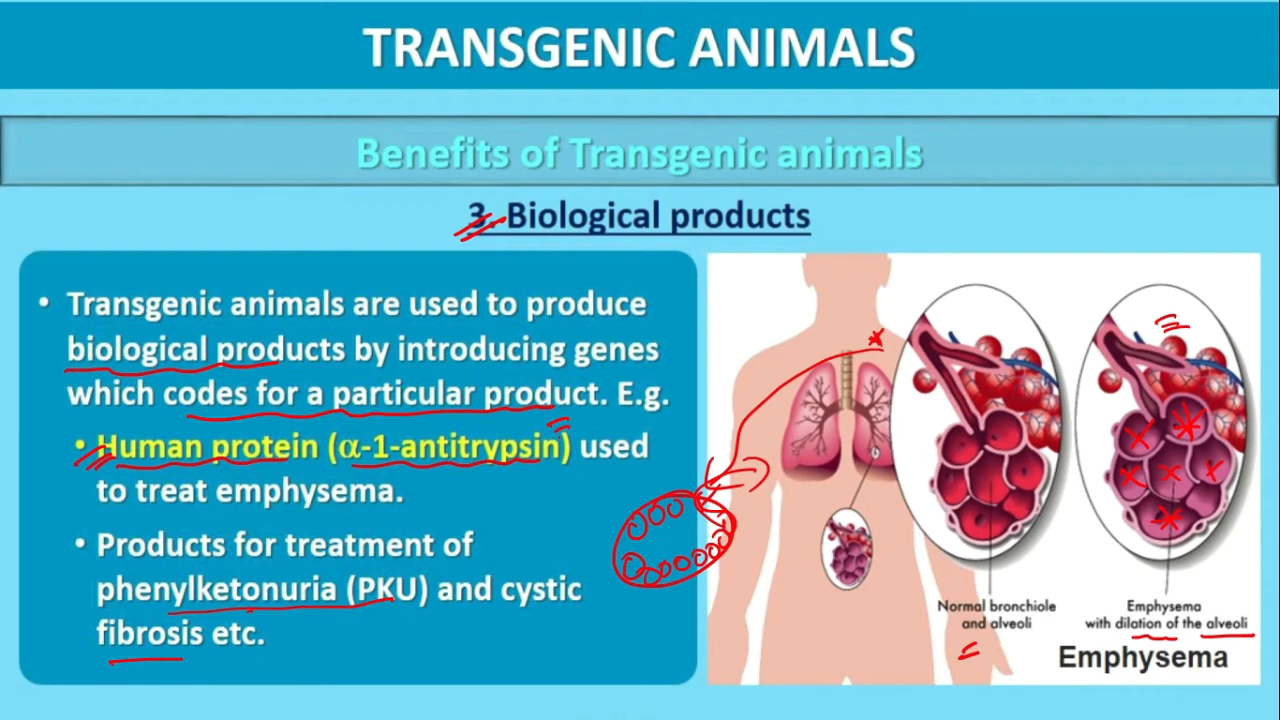 TRANSGENIC ANIMALS
Benefits of Transgenic animals
3. Biological products
• Transgenic animals are used to produce
biological products by introducing genes
which codes for a particular product. E.g.
• Human protein (α-1-antitrypsin) used
to treat emphysema.
• Products for treatment of
phenylketonuria (PKU) and cystic
fibrosis etc.
Normal bronchiole
and alveoli
Emphysema
with dilation of the alveoli
Emphysema